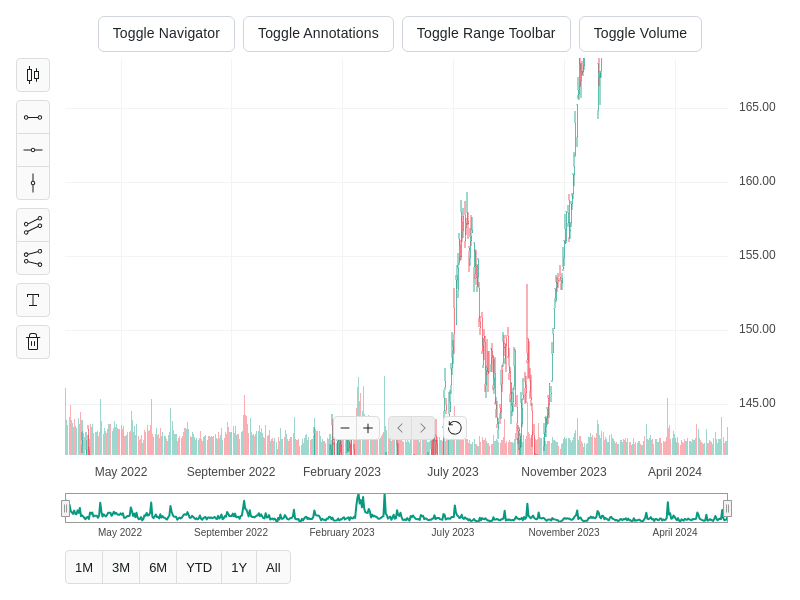 Toggle Navigator Toggle Annotations Toggle Range Toolbar Toggle Volume
165.00
160.00
155.00
150.00
145.00
May 2022 September 2022 February 2023 July 2023 November 2023 April 2024
May 2022 September 2022 February 2023 July 2023 November 2023 April 2024
1M 3M 6M YTD 1Y All